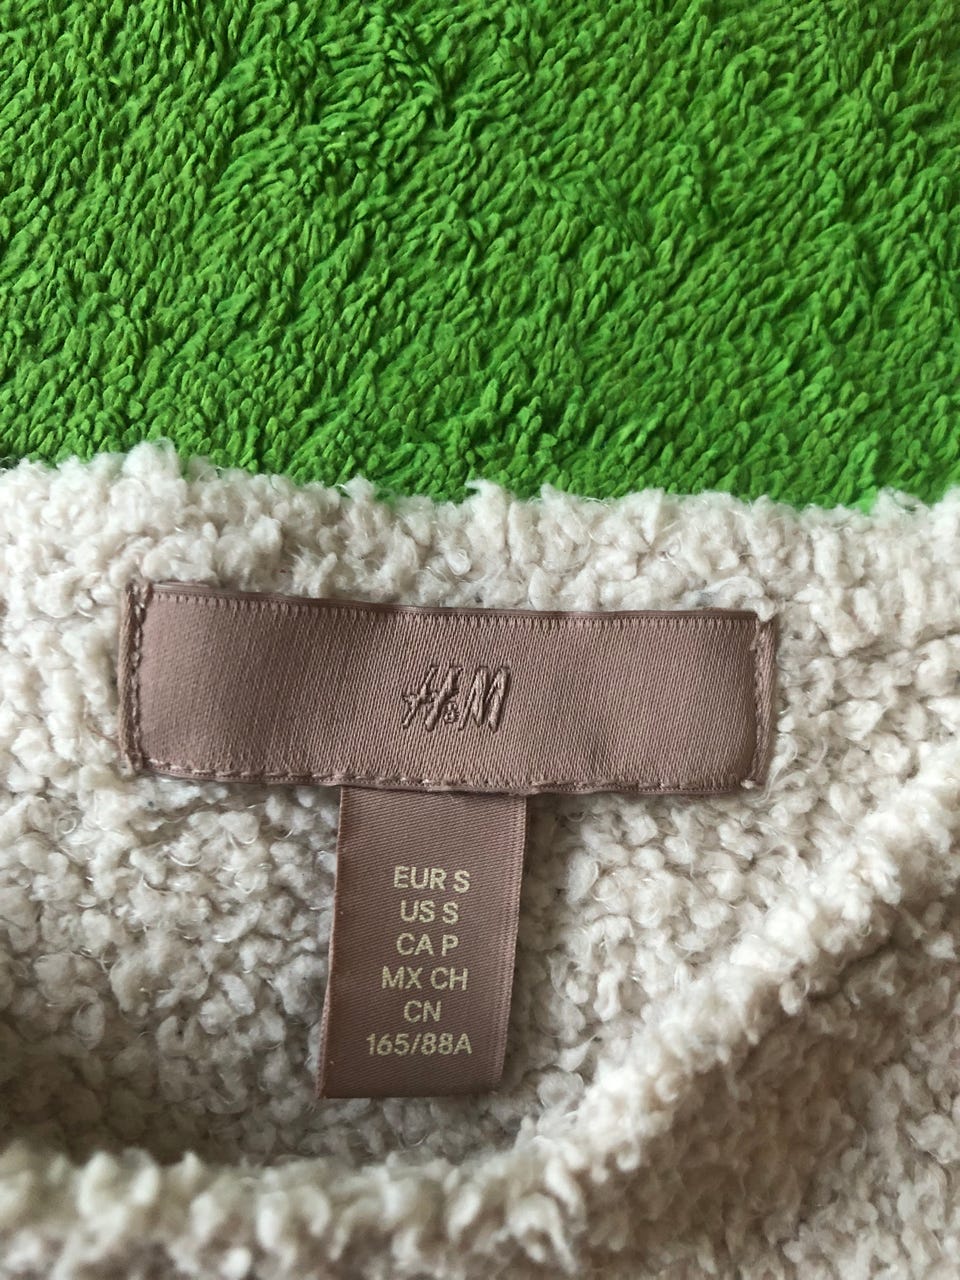 H&M
EUR S
US S
CA P
MX CH
CN
165/88A